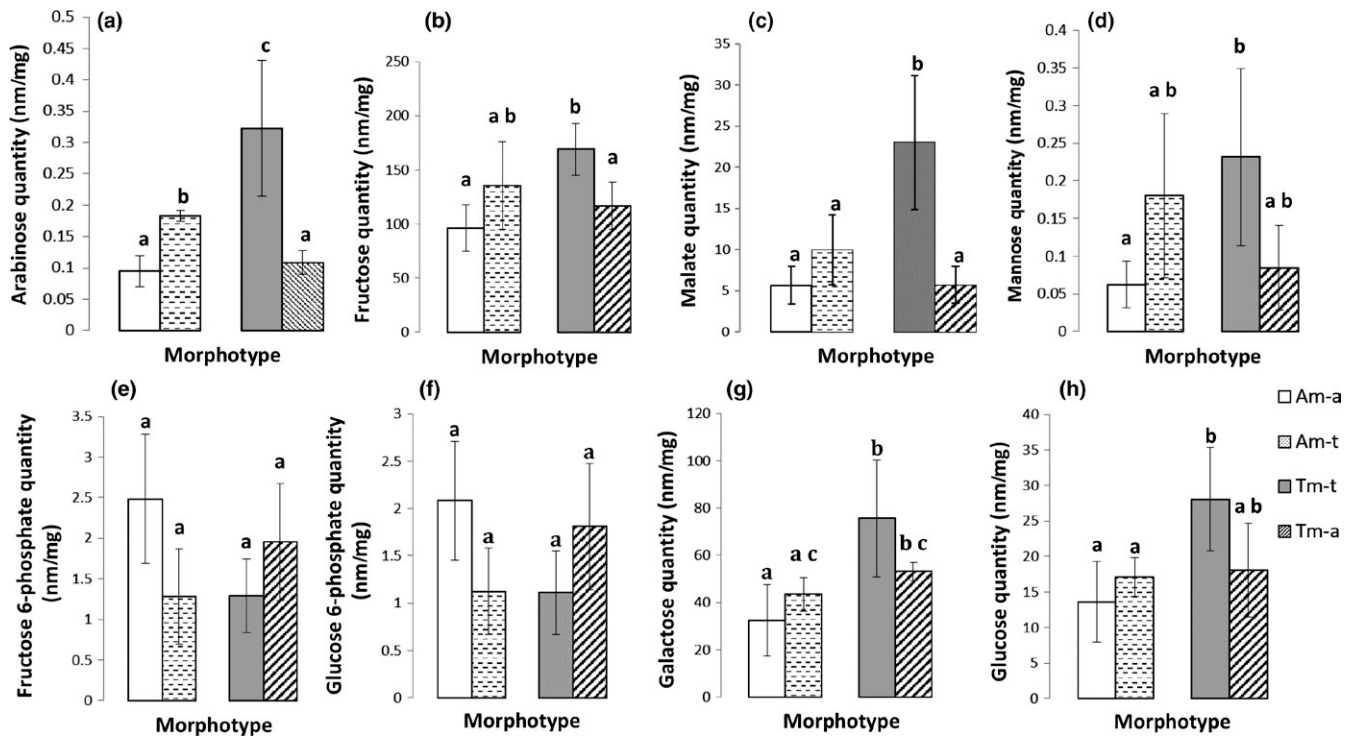 (a)
Arabinose quantity (nm/mg)
0.5
0.45
0.4
0.35
0.3
0.25
0.2
0.15
0.1
0.05
0
a
b
c
a
Morphotype
(b)
Fructose quantity (nm/mg)
250
200
150
100
50
0
a
a b
b
a
Morphotype
(c)
Malate quantity (nm/mg)
35
30
25
20
15
10
5
0
a
a
b
a
Morphotype
(d)
Mannose quantity (nm/mg)
0.4
0.35
0.3
0.25
0.2
0.15
0.1
0.05
0
a
a b
b
a b
Morphotype
(e)
Fructose 6-phosphate quantity
(nm/mg)
3.5
3
2.5
2
1.5
1
0.5
0
a
a
a
a
Morphotype
(f)
Glucose 6-phosphate quantity
(nm/mg)
3
2.5
2
1.5
1
0.5
0
a
a
a
a
Morphotype
(g)
Galactose quantity (nm/mg)
120
100
80
60
40
20
0
a
a c
b
b c
Morphotype
(h)
Glucose quantity (nm/mg)
40
35
30
25
20
15
10
5
0
a
a
b
a b
Morphotype
Am-a
Am-t
Tm-t
Tm-a